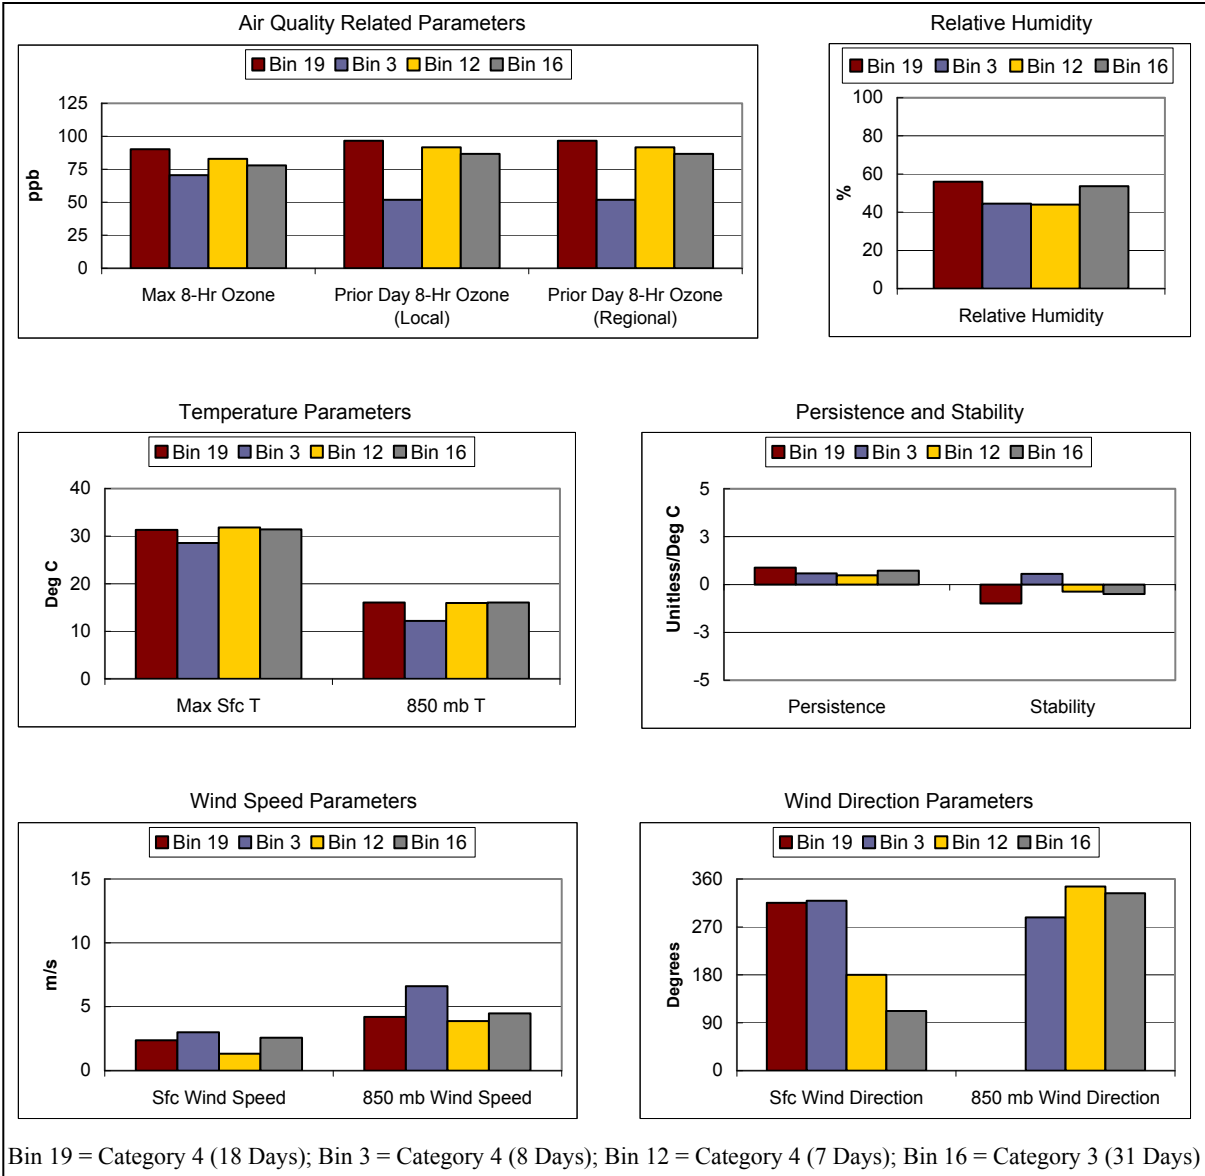 Air Quality Related Parameters
Bin 19 Bin 3 Bin 12 Bin 16
125
100
75
50
25
0
ppb
Max 8-Hr Ozone
Prior Day 8-Hr Ozone
(Local)
Prior Day 8-Hr Ozone
(Regional)
Relative Humidity
Bin 19 Bin 3 Bin 12 Bin 16
100
80
60
40
20
0
%
Relative Humidity
Temperature Parameters
Bin 19 Bin 3 Bin 12 Bin 16
40
30
20
10
0
Deg C
Max Sfc T
850 mb T
Persistence and Stability
Bin 19 Bin 3 Bin 12 Bin 16
5
3
0
-3
-5
Unitless/Deg C
Persistence
Stability
Wind Speed Parameters
Bin 19 Bin 3 Bin 12 Bin 16
15
10
5
0
m/s
Sfc Wind Speed
850 mb Wind Speed
Wind Direction Parameters
Bin 19 Bin 3 Bin 12 Bin 16
360
270
180
90
0
Degrees
Sfc Wind Direction
850 mb Wind Direction
Bin 19 = Category 4 (18 Days); Bin 3 = Category 4 (8 Days); Bin 12 = Category 4 (7 Days); Bin 16 = Category 3 (31 Days)